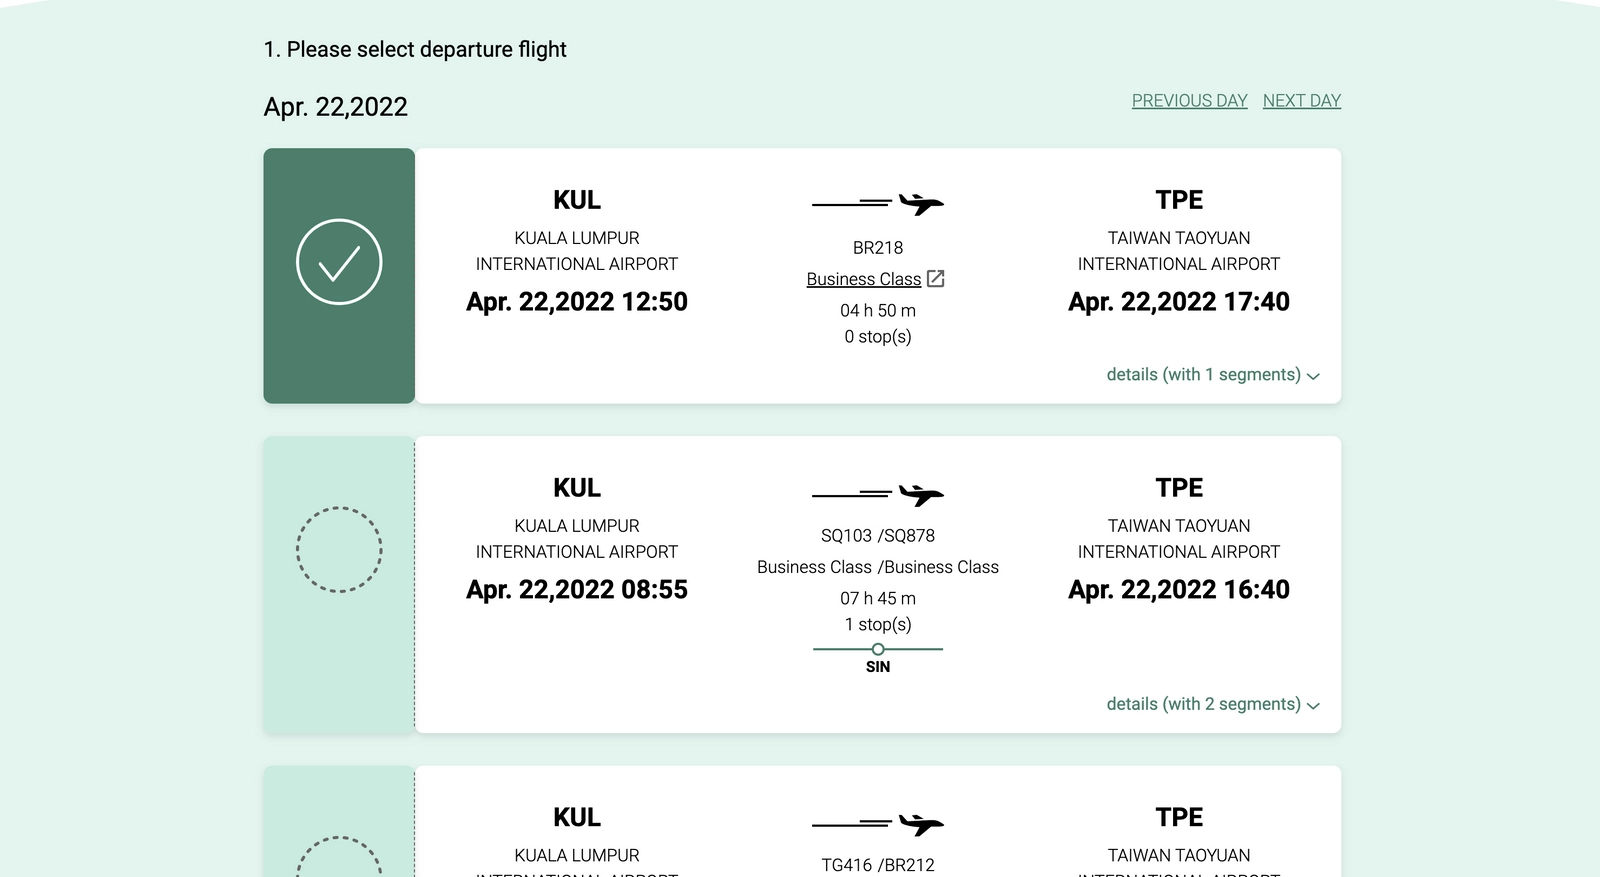 1. Please select departure flight
Apr. 22,2022
PREVIOUS DAY NEXT DAY
KUL
KUALA LUMPUR
INTERNATIONAL AIRPORT
Apr. 22,2022 12:50
BR218
Business Class
04 h 50 m
0 stop(s)
TPE
TAIWAN TAOYUAN
INTERNATIONAL AIRPORT
Apr. 22,2022 17:40
details (with 1 segments)
KUL
KUALA LUMPUR
INTERNATIONAL AIRPORT
Apr. 22,2022 08:55
SQ103 /SQ878
Business Class /Business Class
07 h 45 m
1 stop(s)
SIN
TPE
TAIWAN TAOYUAN
INTERNATIONAL AIRPORT
Apr. 22,2022 16:40
details (with 2 segments)
KUL
KUALA LUMPUR
INTERNATIONAL AIRPORT
TG416 /BR212
TPE
TAIWAN TAOYUAN
INTERNATIONAL AIRPORT